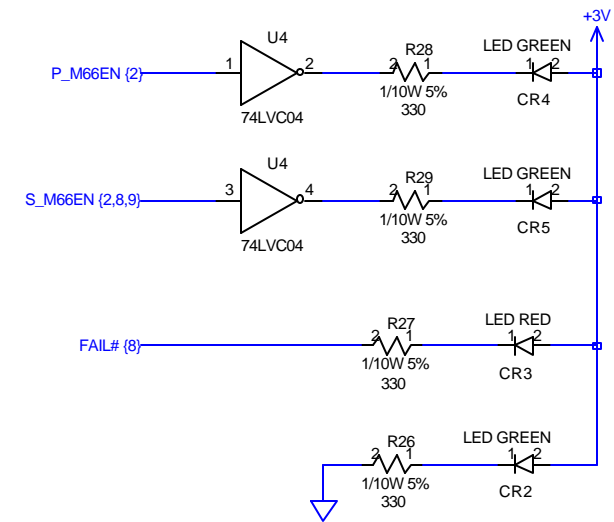 +3V
U4
R28
LED GREEN
P_M66EN {2}
1
2
2
1
1
2
1/10W 5%
330
CR4
74LVC04
U4
R29
LED GREEN
S_M66EN {2,8,9}
3
4
2
1
1
2
1/10W 5%
330
CR5
74LVC04
R27
LED RED
FAIL# {8}
2
1
1
2
1/10W 5%
330
CR3
R26
LED GREEN
2
1
1
2
1/10W 5%
330
CR2